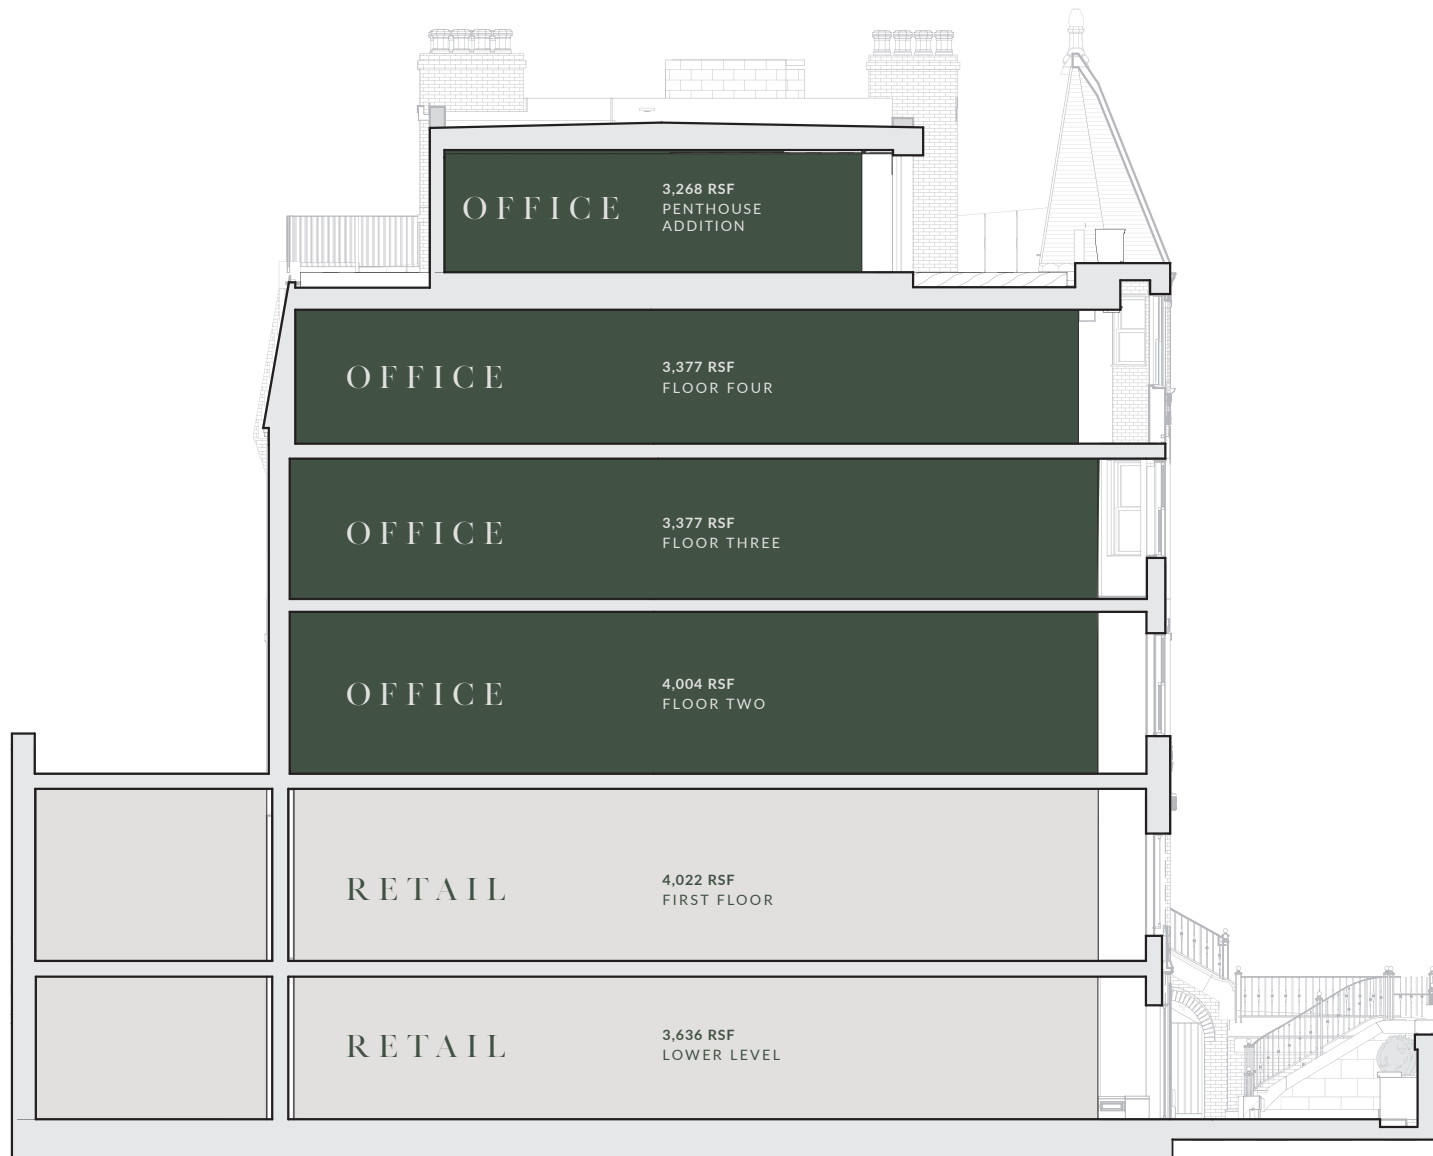 OFFICE
3,268 RSF
PENTHOUSE
ADDITION
OFFICE
3,377 RSF
FLOOR FOUR
OFFICE
3,377 RSF
FLOOR THREE
OFFICE
4,004 RSF
FLOOR TWO
RETAIL
4,022 RSF
FIRST FLOOR
RETAIL
3,636 RSF
LOWER LEVEL